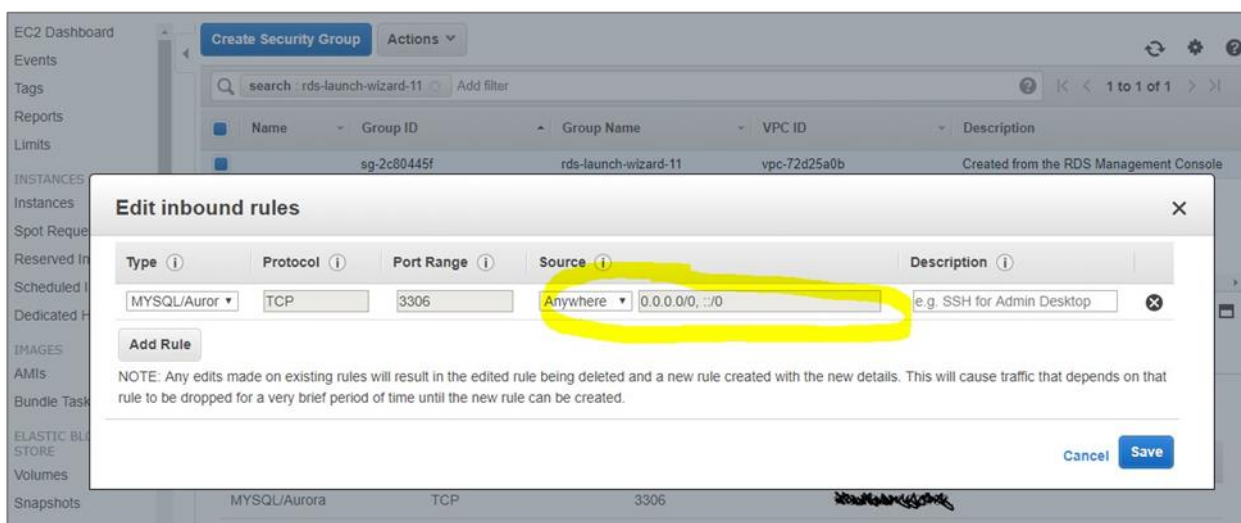 EC2 Dashboard
Events
Tags
Reports
Limits
INSTANCES
Instances
Spot Reque
Reserved In
Scheduled I
Dedicated H
IMAGES
AMIs
Bundle Task
ELASTIC BLO
STORE
Volumes
Snapshots
Create Security Group Actions
search : rds-launch-wizard-11 Add filter 1 to 1 of 1
Name Group ID Group Name VPC ID Description
sg-2c80445f rds-launch-wizard-11 vpc-72d25a0b Created from the RDS Management Console
Edit inbound rules
Type Protocol Port Range Source Description
MYSQL/Auror TCP 3306 Anywhere 0.0.0.0/0, ::/0 e.g. SSH for Admin Desktop
Add Rule
NOTE: Any edits made on existing rules will result in the edited rule being deleted and a new rule created with the new details. This will cause traffic that depends on that
rule to be dropped for a very brief period of time until the new rule can be created.
Cancel Save
MYSQL/Aurora TCP 3306